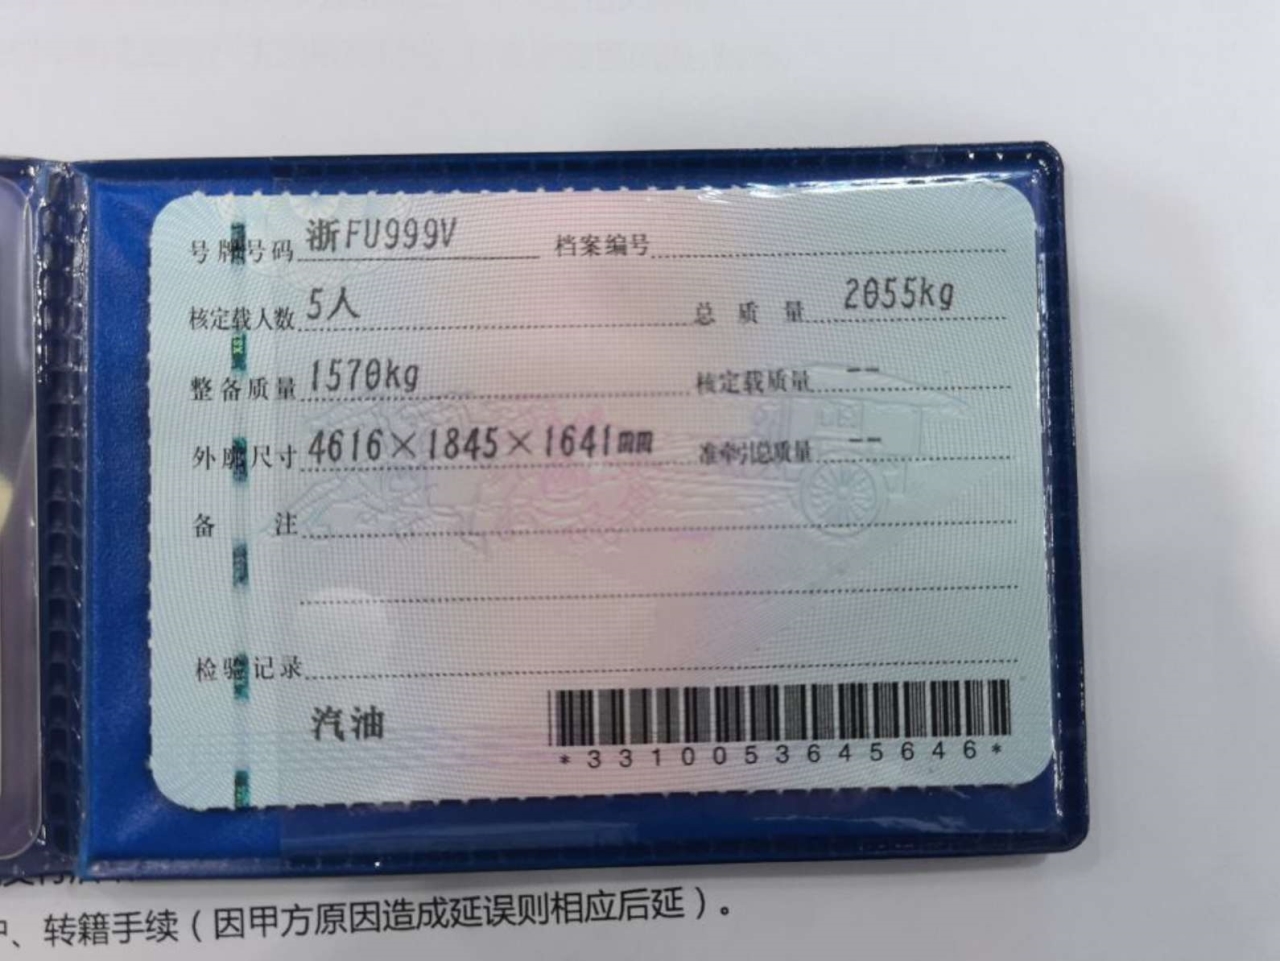 号牌号码 浙FU999V 档案编号
核定载人数 5人 总质量 2055kg
整备质量 1570kg 核定载质量 --
外廓尺寸 4616×1845×1641mm 准牵引总质量 --
备注
检验记录
汽油
*3310053645646*
、转籍手续（因甲方原因造成延误则相应后延）。